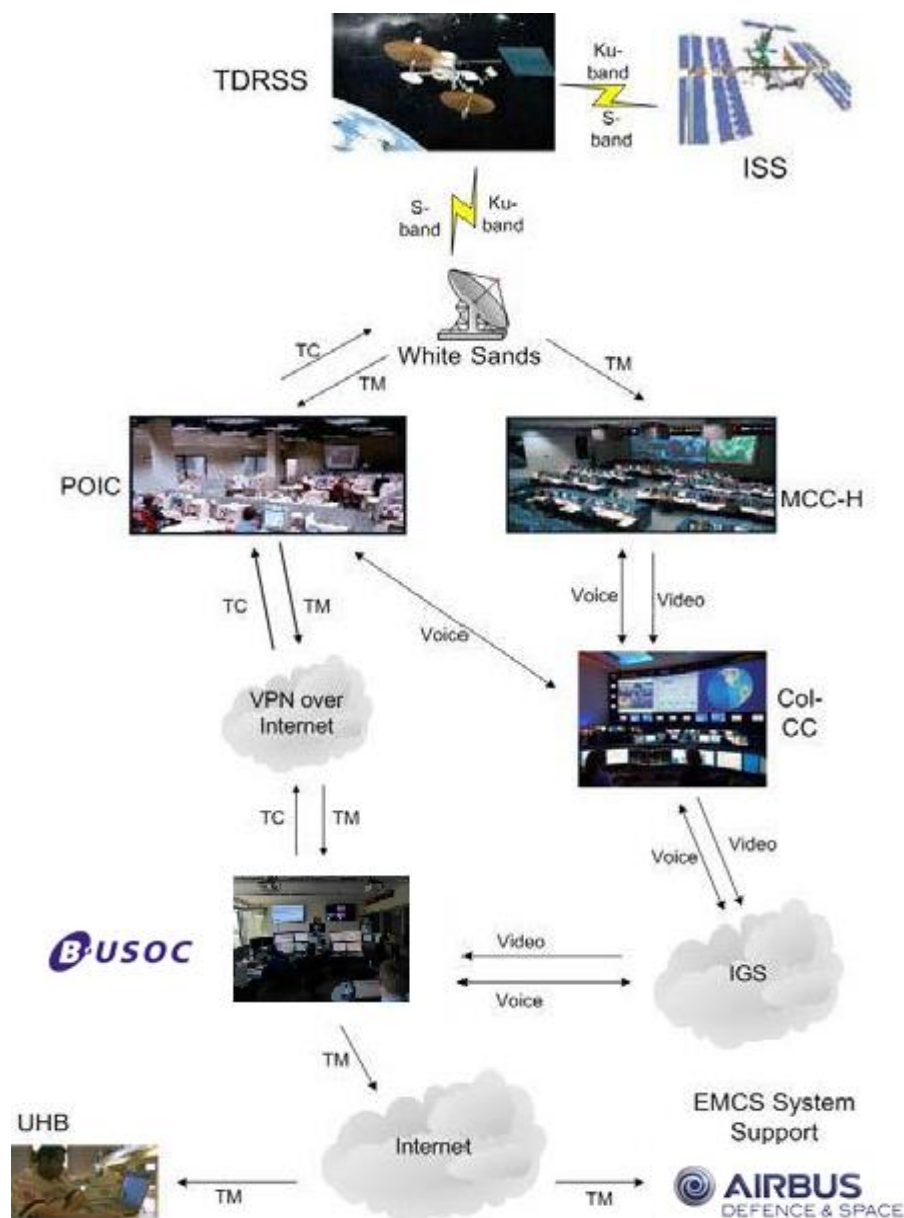 TDRSS
Ku-
band
S-
band
ISS
S-
band
Ku-
band
White Sands
TC
TM
TM
POIC
MCC-H
TC
TM
Voice
Voice
Video
VPN over
Internet
Col-
CC
TC
TM
Voice
Video
B-USOC
Video
Voice
IGS
TM
UHB
Internet
EMCS System
Support
TM
TM
AIRBUS
DEFENCE & SPACE